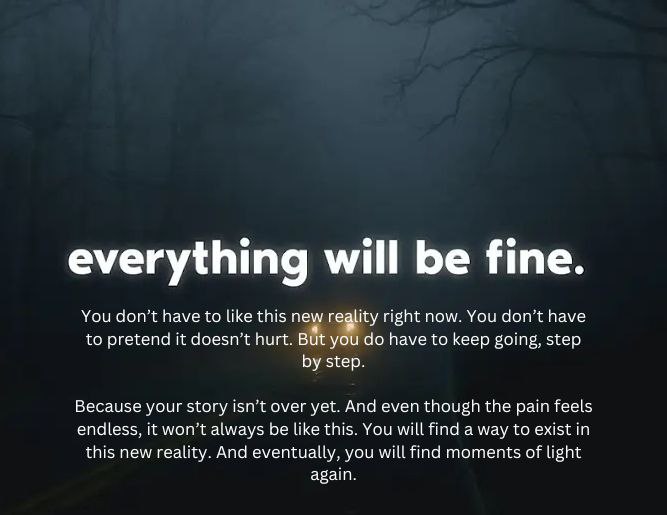 everything will be fine.
You don’t have to like this new reality right now. You don’t have
to pretend it doesn’t hurt. But you do have to keep going, step
by step.
Because your story isn’t over yet. And even though the pain feels
endless, it won’t always be like this. You will find a way to exist in
this new reality. And eventually, you will find moments of light
again.